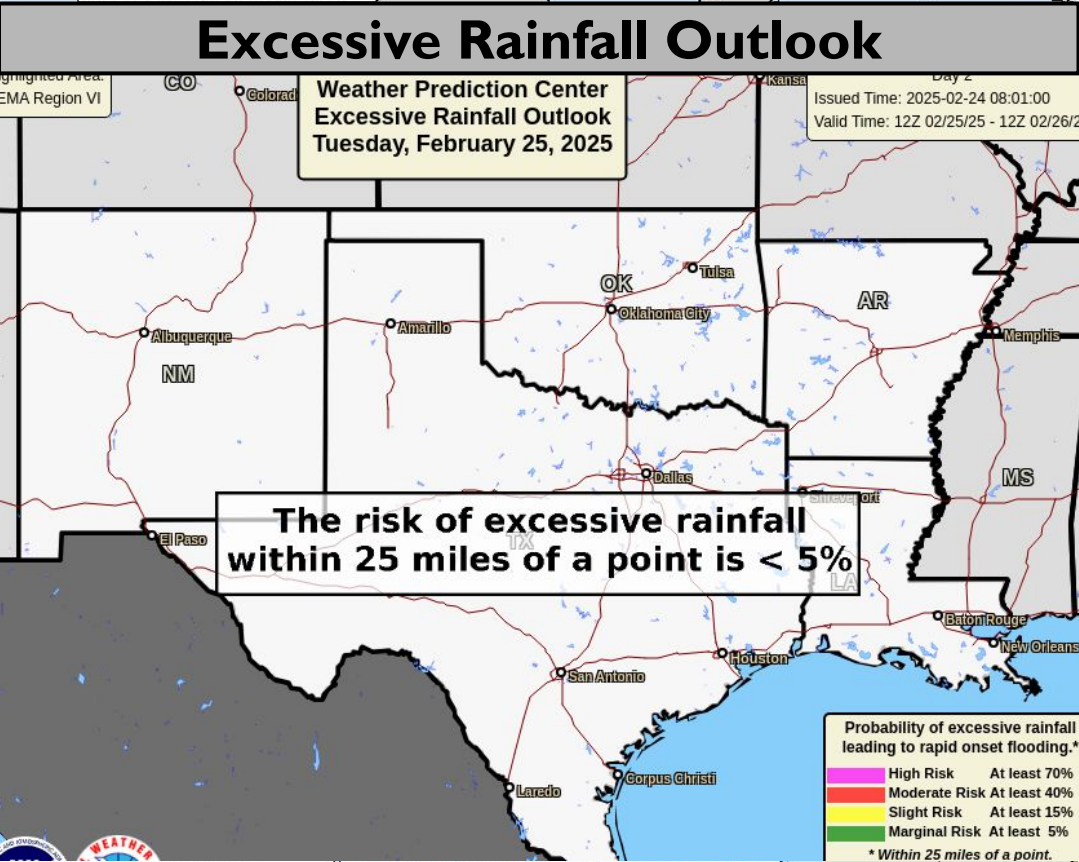 Excessive Rainfall Outlook
Highlighted Area:
EMA Region VI
Weather Prediction Center
Excessive Rainfall Outlook
Tuesday, February 25, 2025
Day 2
Issued Time: 2025-02-24 08:01:00
Valid Time: 12Z 02/25/25 - 12Z 02/26/2
CO
Colorad
Kansa
Tulsa
OK
Oklahoma City
AR
Amarillo
Albuquerque
Memphis
NM
Dallas
MS
Shreveport
The risk of excessive rainfall
within 25 miles of a point is < 5%
TX
El Paso
LA
Baton Rouge
New Orleans
Houston
San Antonio
Corpus Christi
Laredo
Probability of excessive rainfall
leading to rapid onset flooding.*
High Risk At least 70%
Moderate Risk At least 40%
Slight Risk At least 15%
Marginal Risk At least 5%
* Within 25 miles of a point.
WEATHER